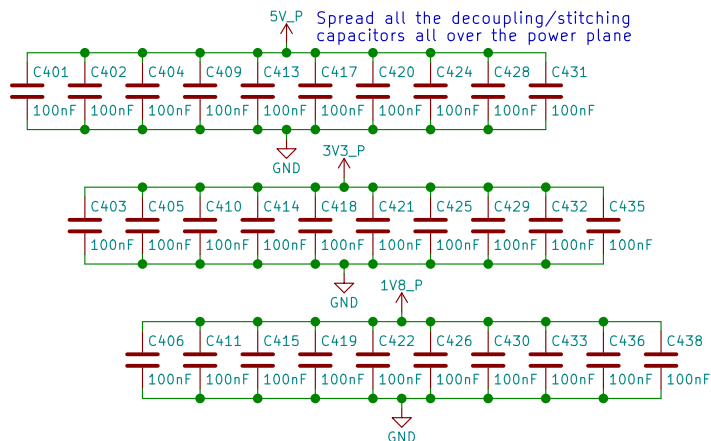 5V_P
Spread all the decoupling/stitching
capacitors all over the power plane
C401 C402 C404 C409 C413 C417 C420 C424 C428 C431
100nF 100nF 100nF 100nF 100nF 100nF 100nF 100nF 100nF 100nF
GND
3V3_P
C403 C405 C410 C414 C418 C421 C425 C429 C432 C435
100nF 100nF 100nF 100nF 100nF 100nF 100nF 100nF 100nF 100nF
GND
1V8_P
C406 C411 C415 C419 C422 C426 C430 C433 C436 C438
100nF 100nF 100nF 100nF 100nF 100nF 100nF 100nF 100nF 100nF
GND